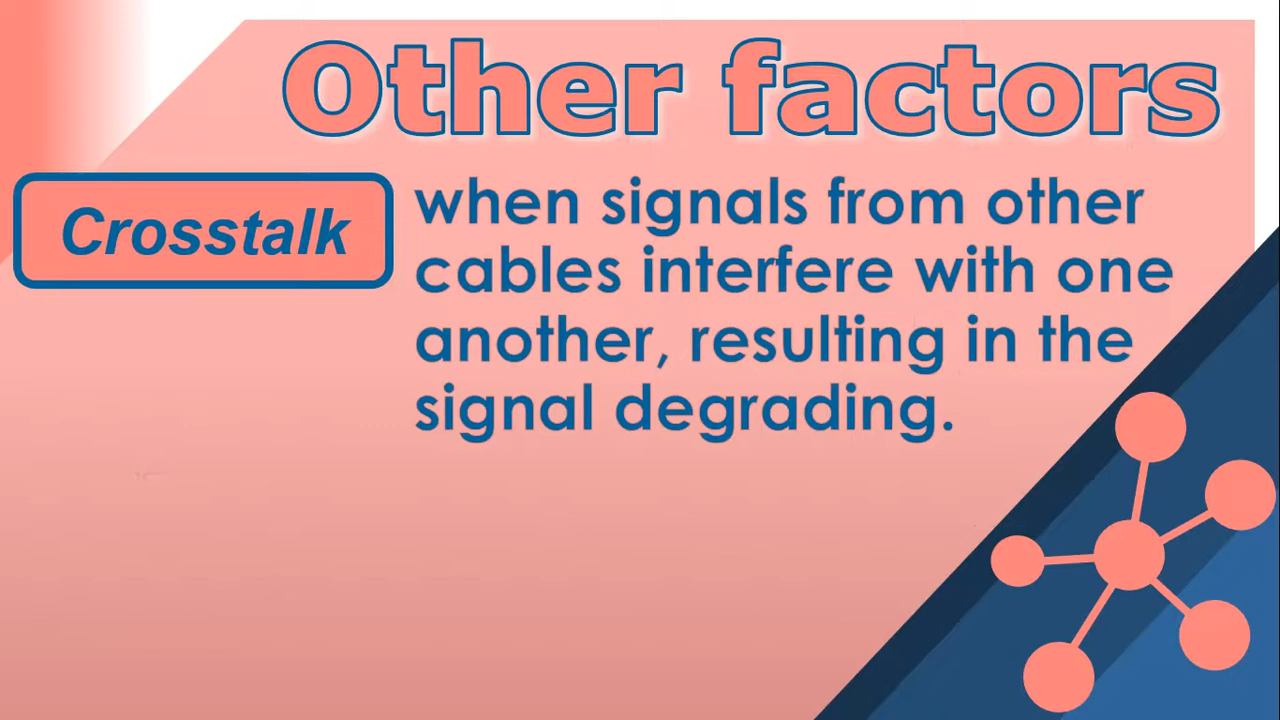 Other factors
Crosstalk
when signals from other
cables interfere with one
another, resulting in the
signal degrading.